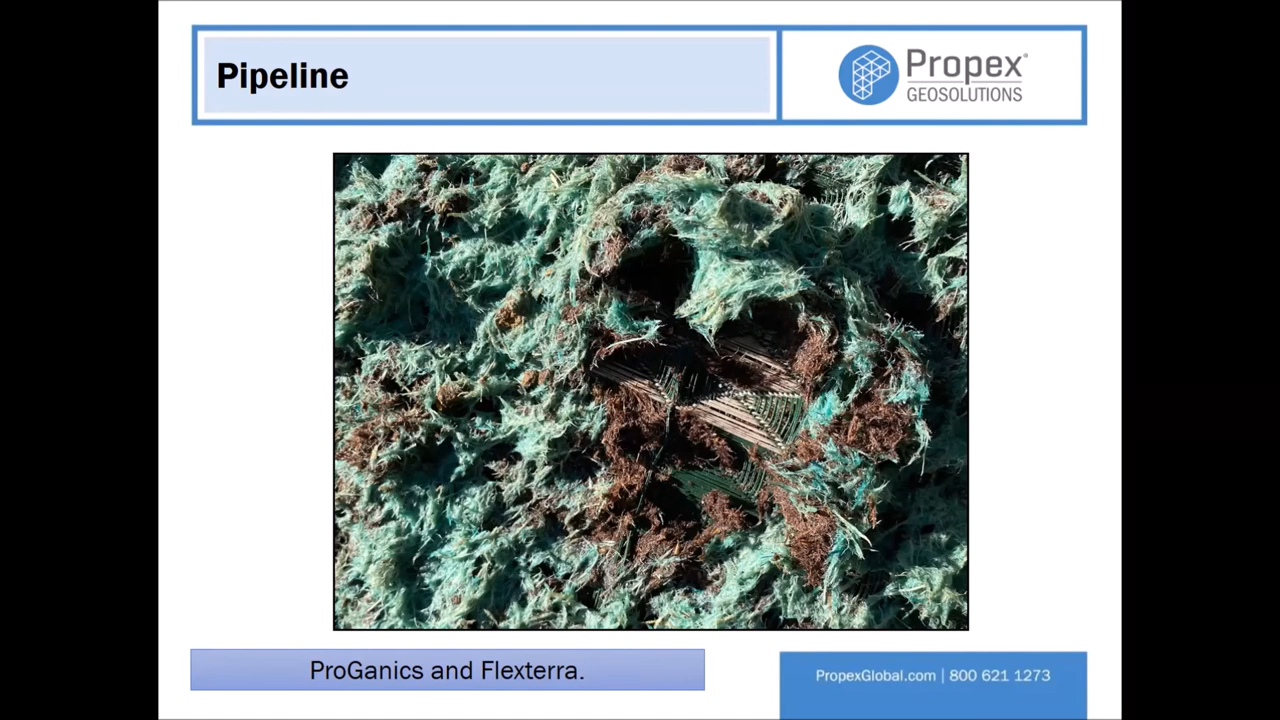 Pipeline
Propex®
GEOSOLUTIONS
ProGanics and Flexterra.
PropexGlobal.com | 800 621 1273